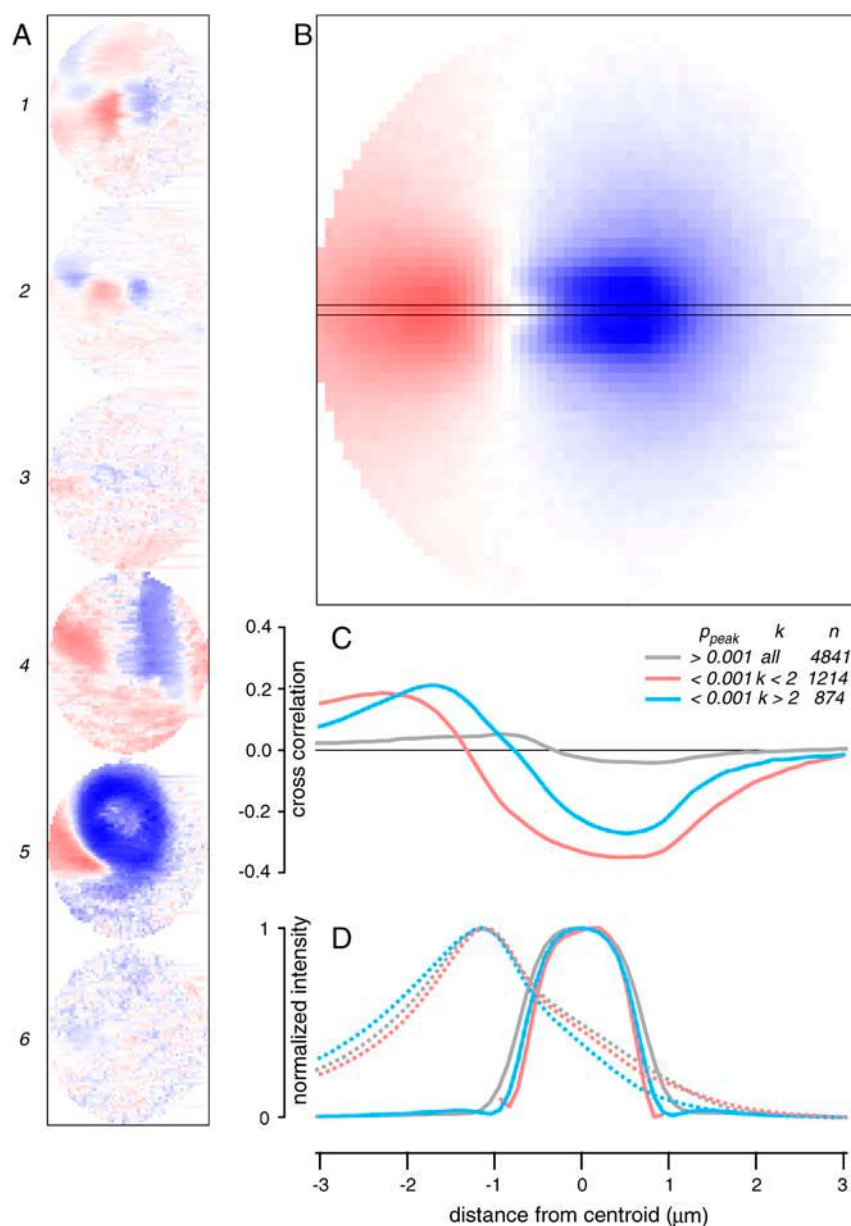 A
B
1
2
3
4
5
6
C
p peak k n
> 0.001 all 4841
< 0.001 k < 2 1214
< 0.001 k > 2 874
0.4
0.2
0.0
-0.2
-0.4
cross correlation
D
1
0
normalized intensity
-3 -2 -1 0 1 2 3
distance from centroid (μm)